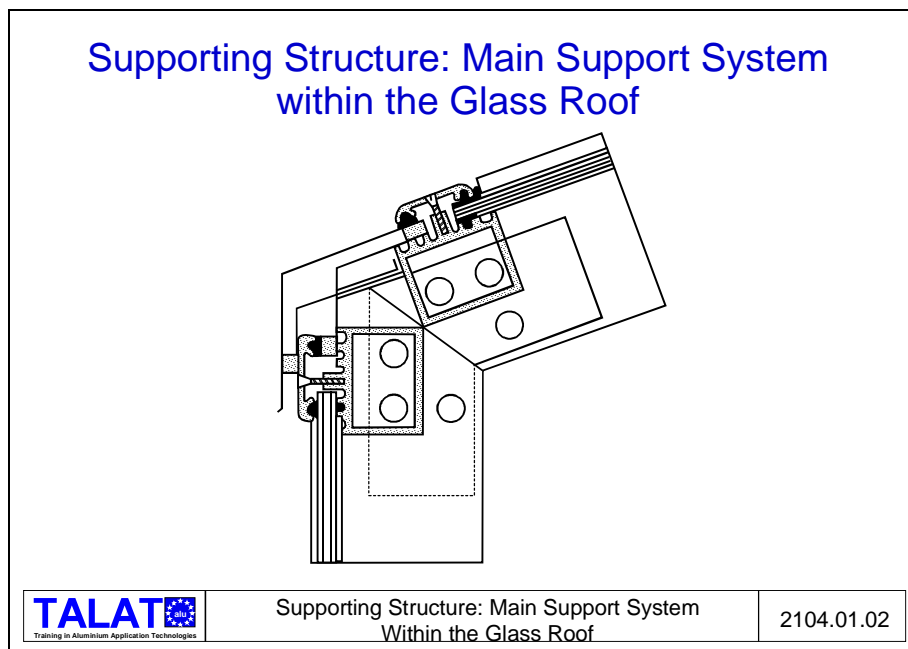 Supporting Structure: Main Support System
within the Glass Roof
TALAT
alu
Training in Aluminium Application Technologies
Supporting Structure: Main Support System
Within the Glass Roof
2104.01.02